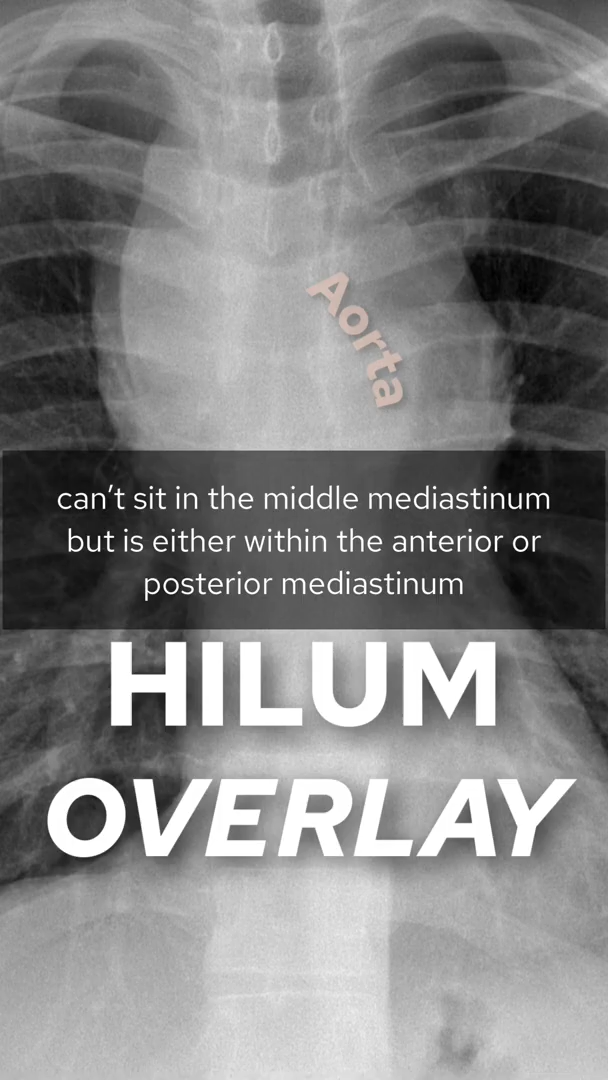 Aorta
can’t sit in the middle mediastinum
but is either within the anterior or
posterior mediastinum
HILUM
OVERLAY